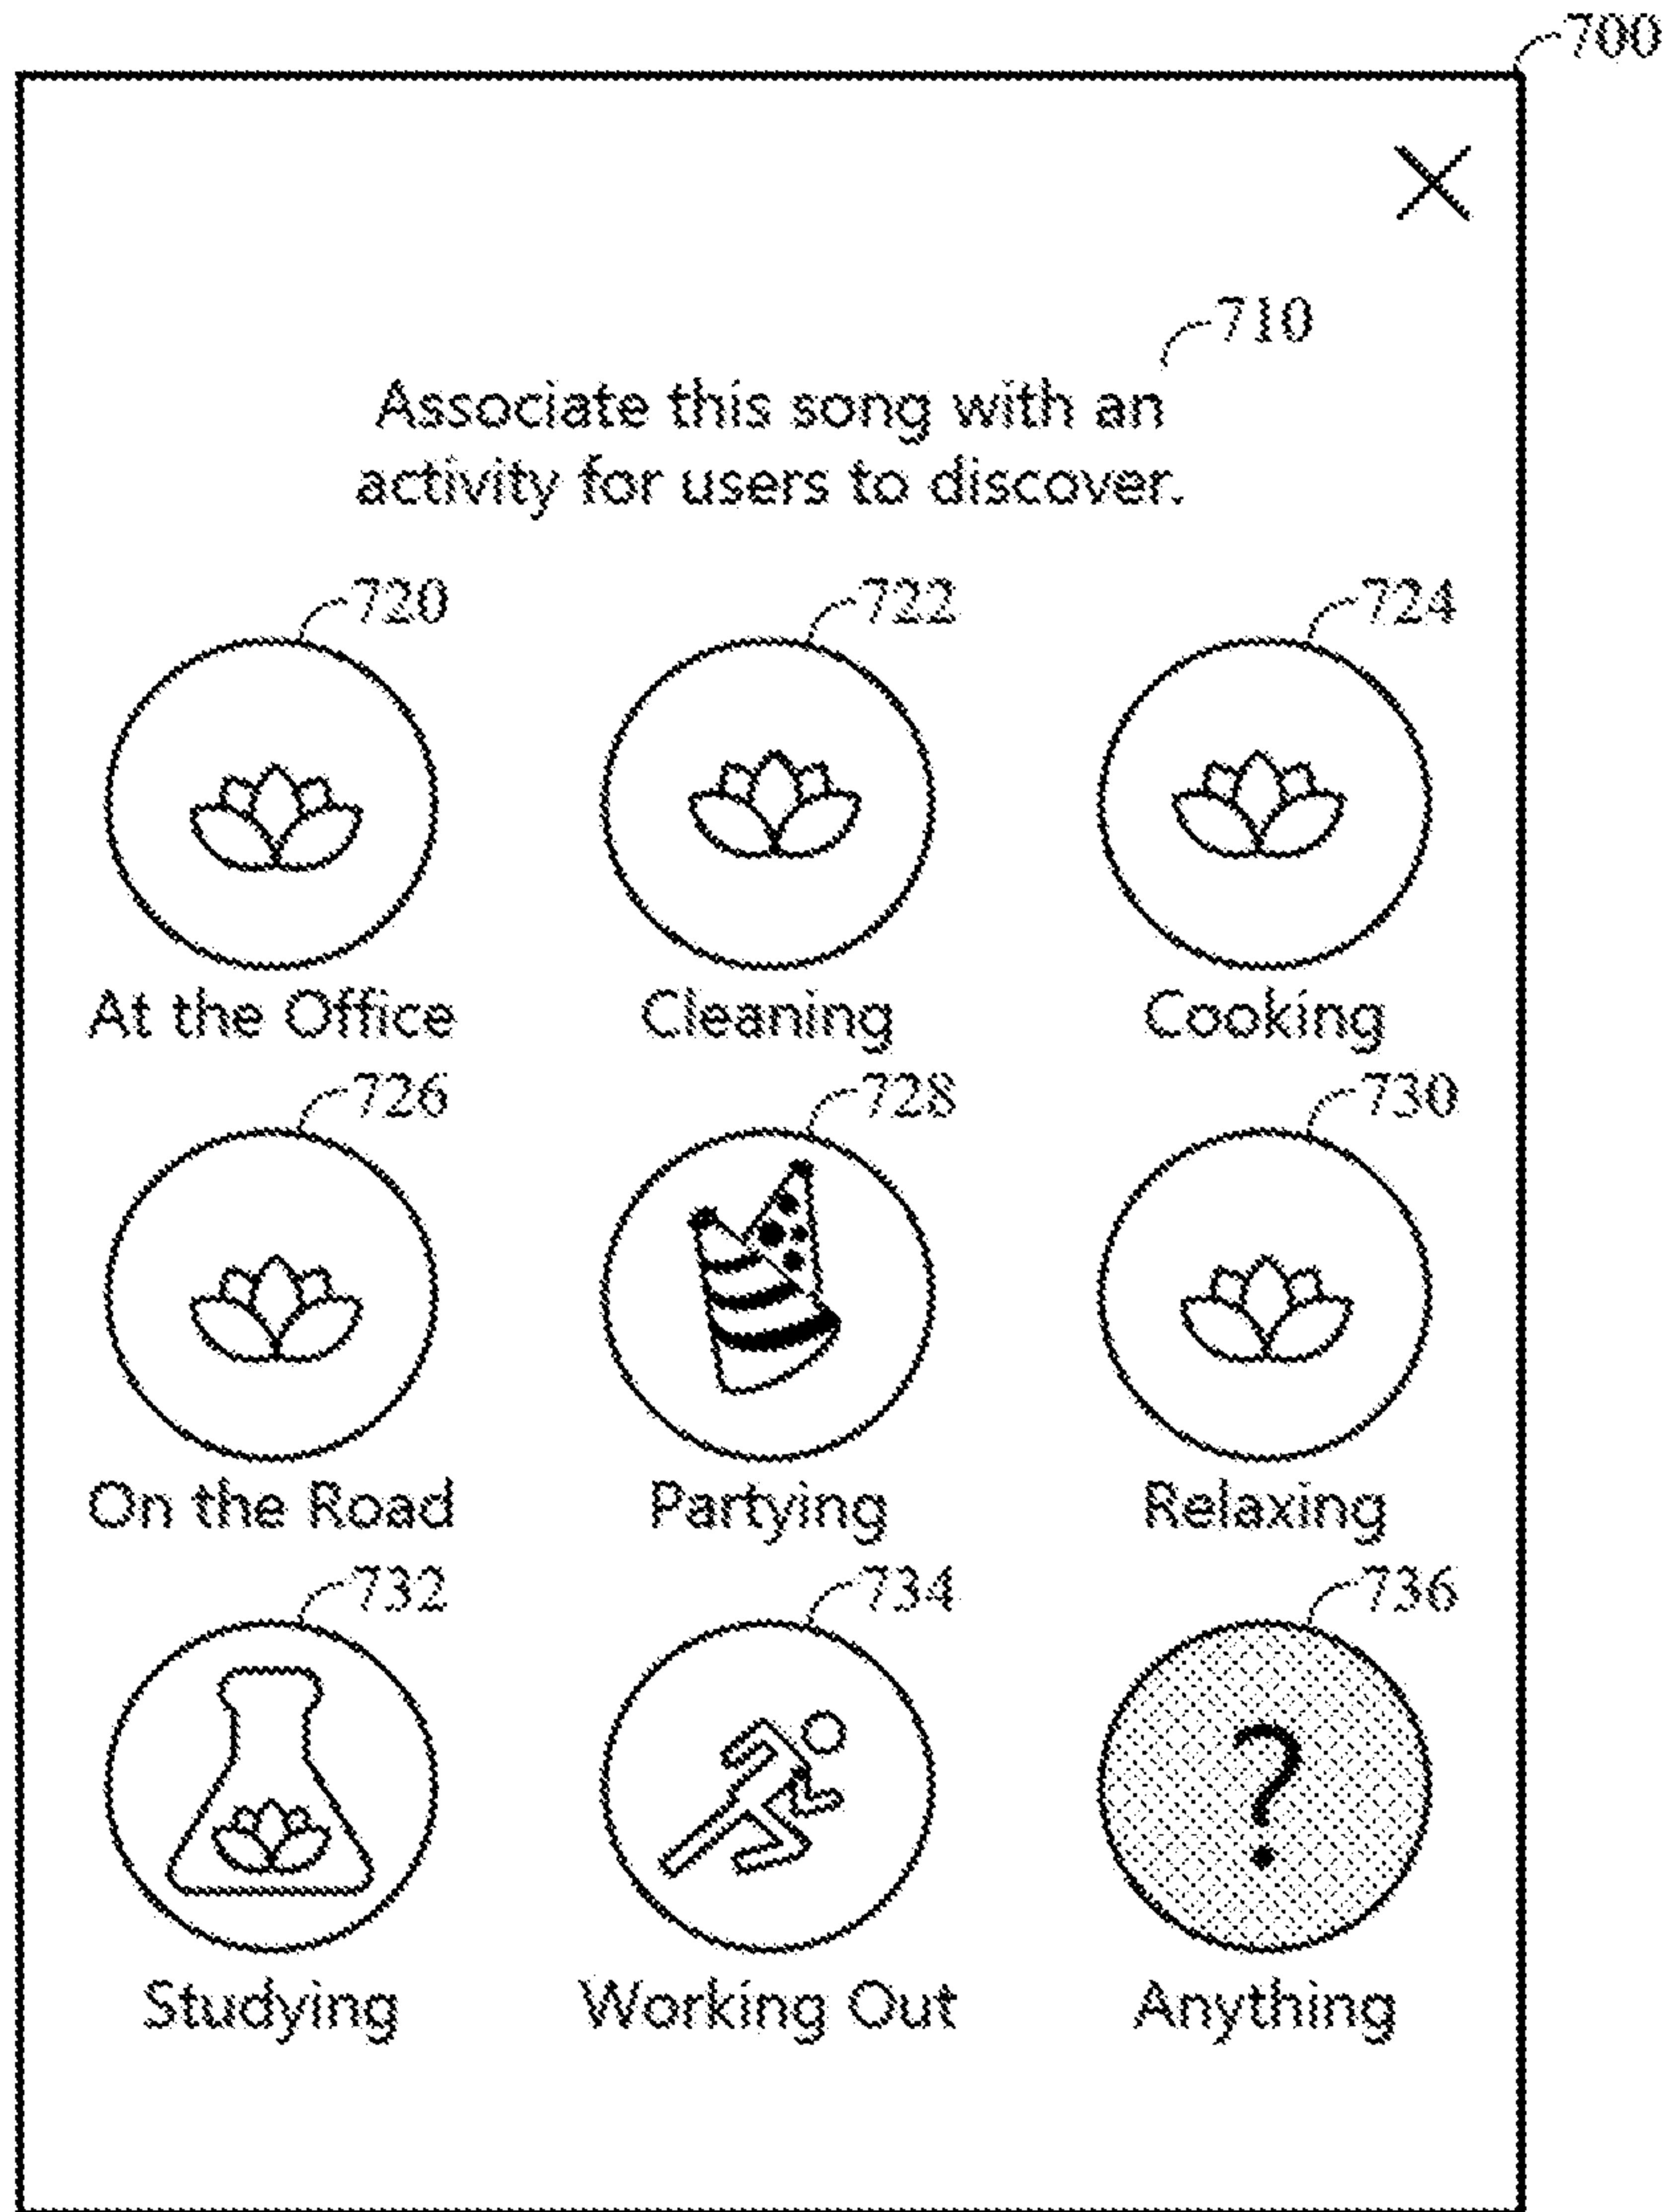 700
710
Associate this song with an
activity for users to discover.
720 722 724
At the Office Cleaning Cooking
726 728 730
On the Road Partying Relaxing
732 734 736
?
Studying Working Out Anything